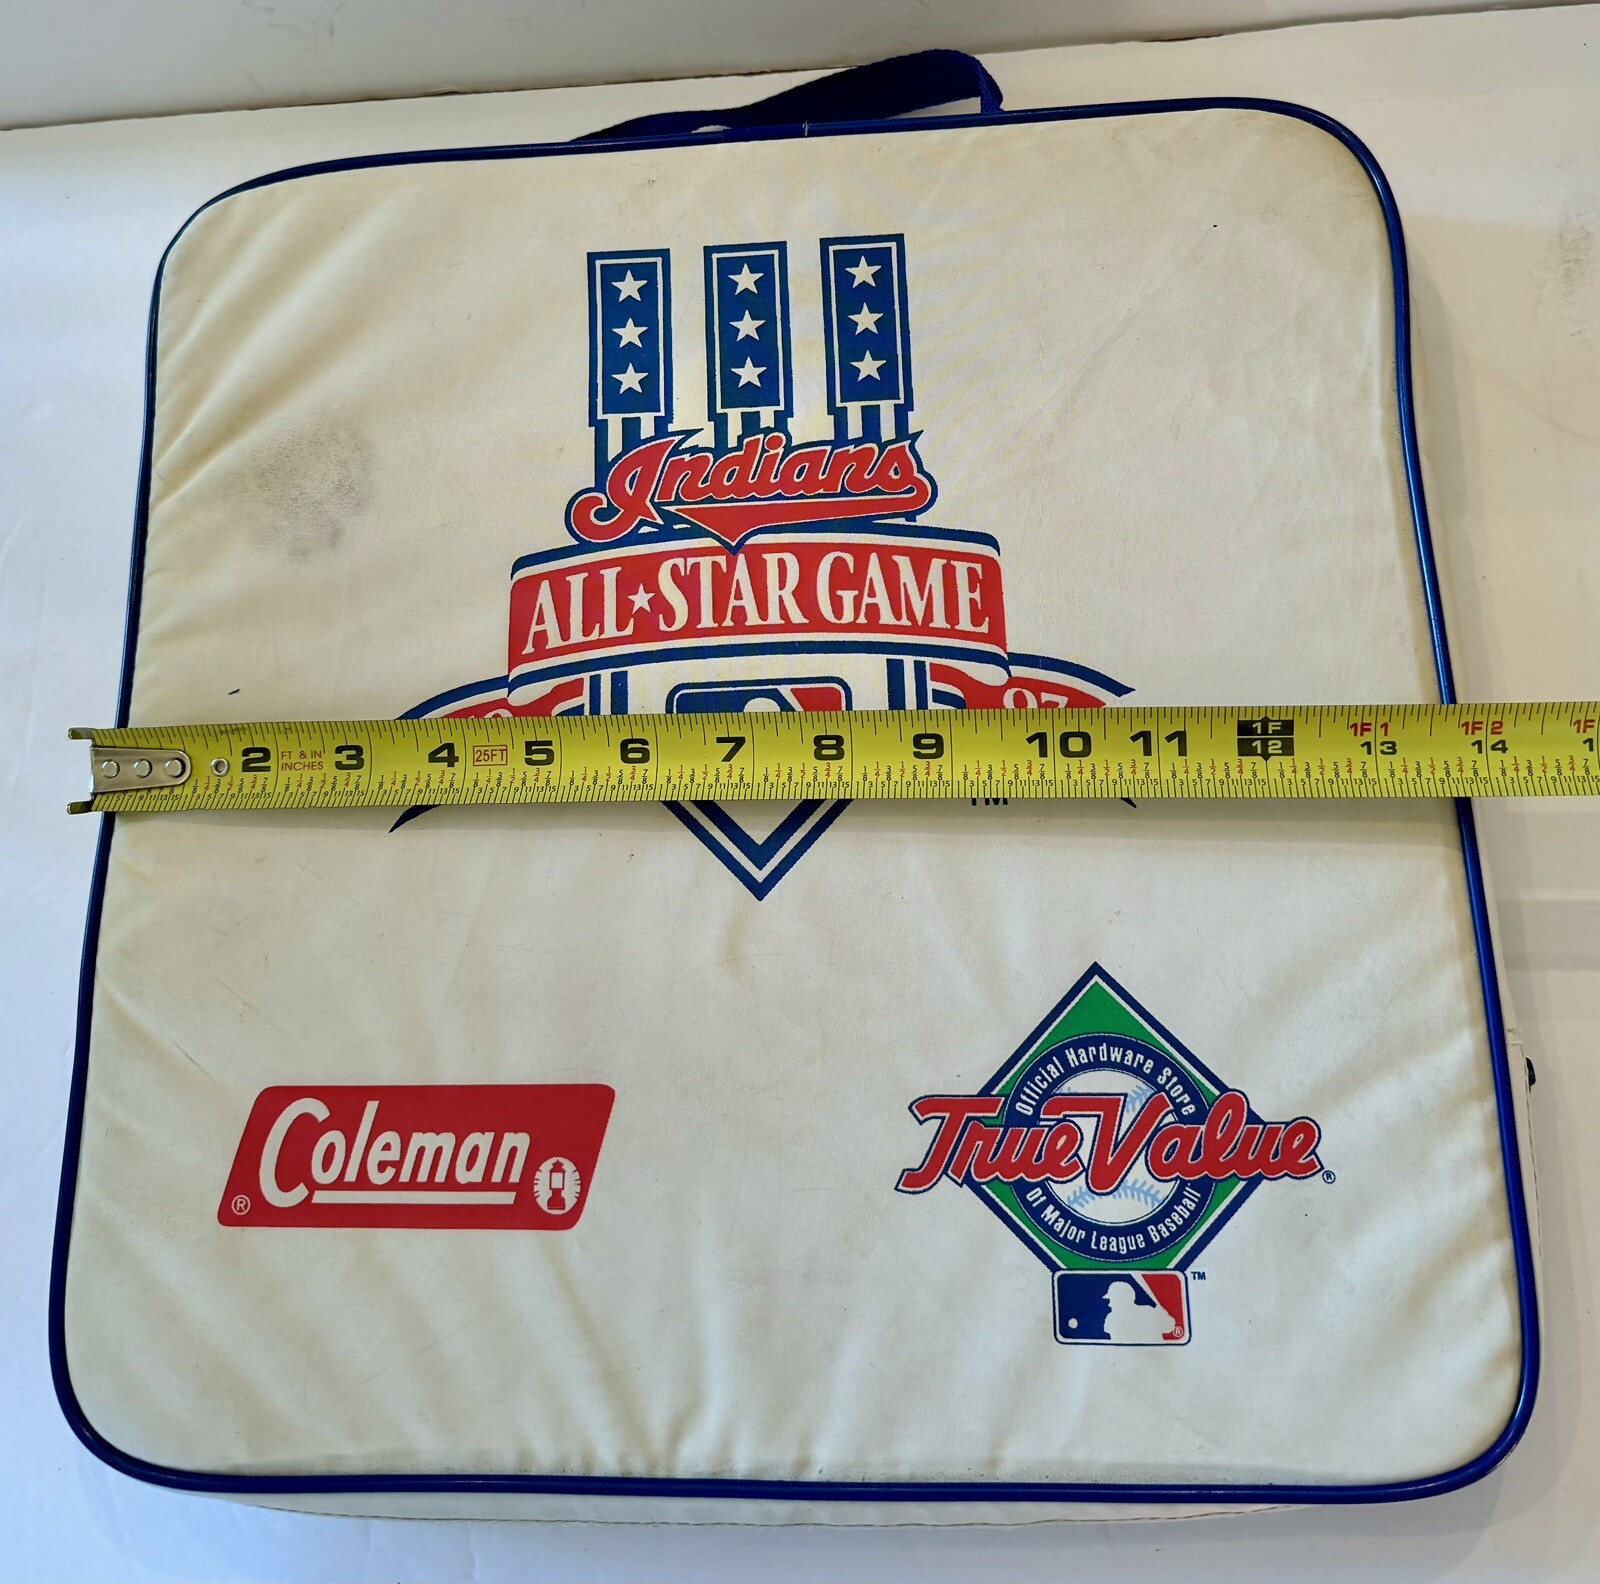 Indians
ALL★STAR GAME
97
2 FT & IN INCHES 3 4 25FT 5 6 7 8 9 10 11 1F 12 1F 1 13 1F 2 14 1F 1
TM
Official Hardware Store
True Value®
Of Major League Baseball
Coleman
®
TM
®